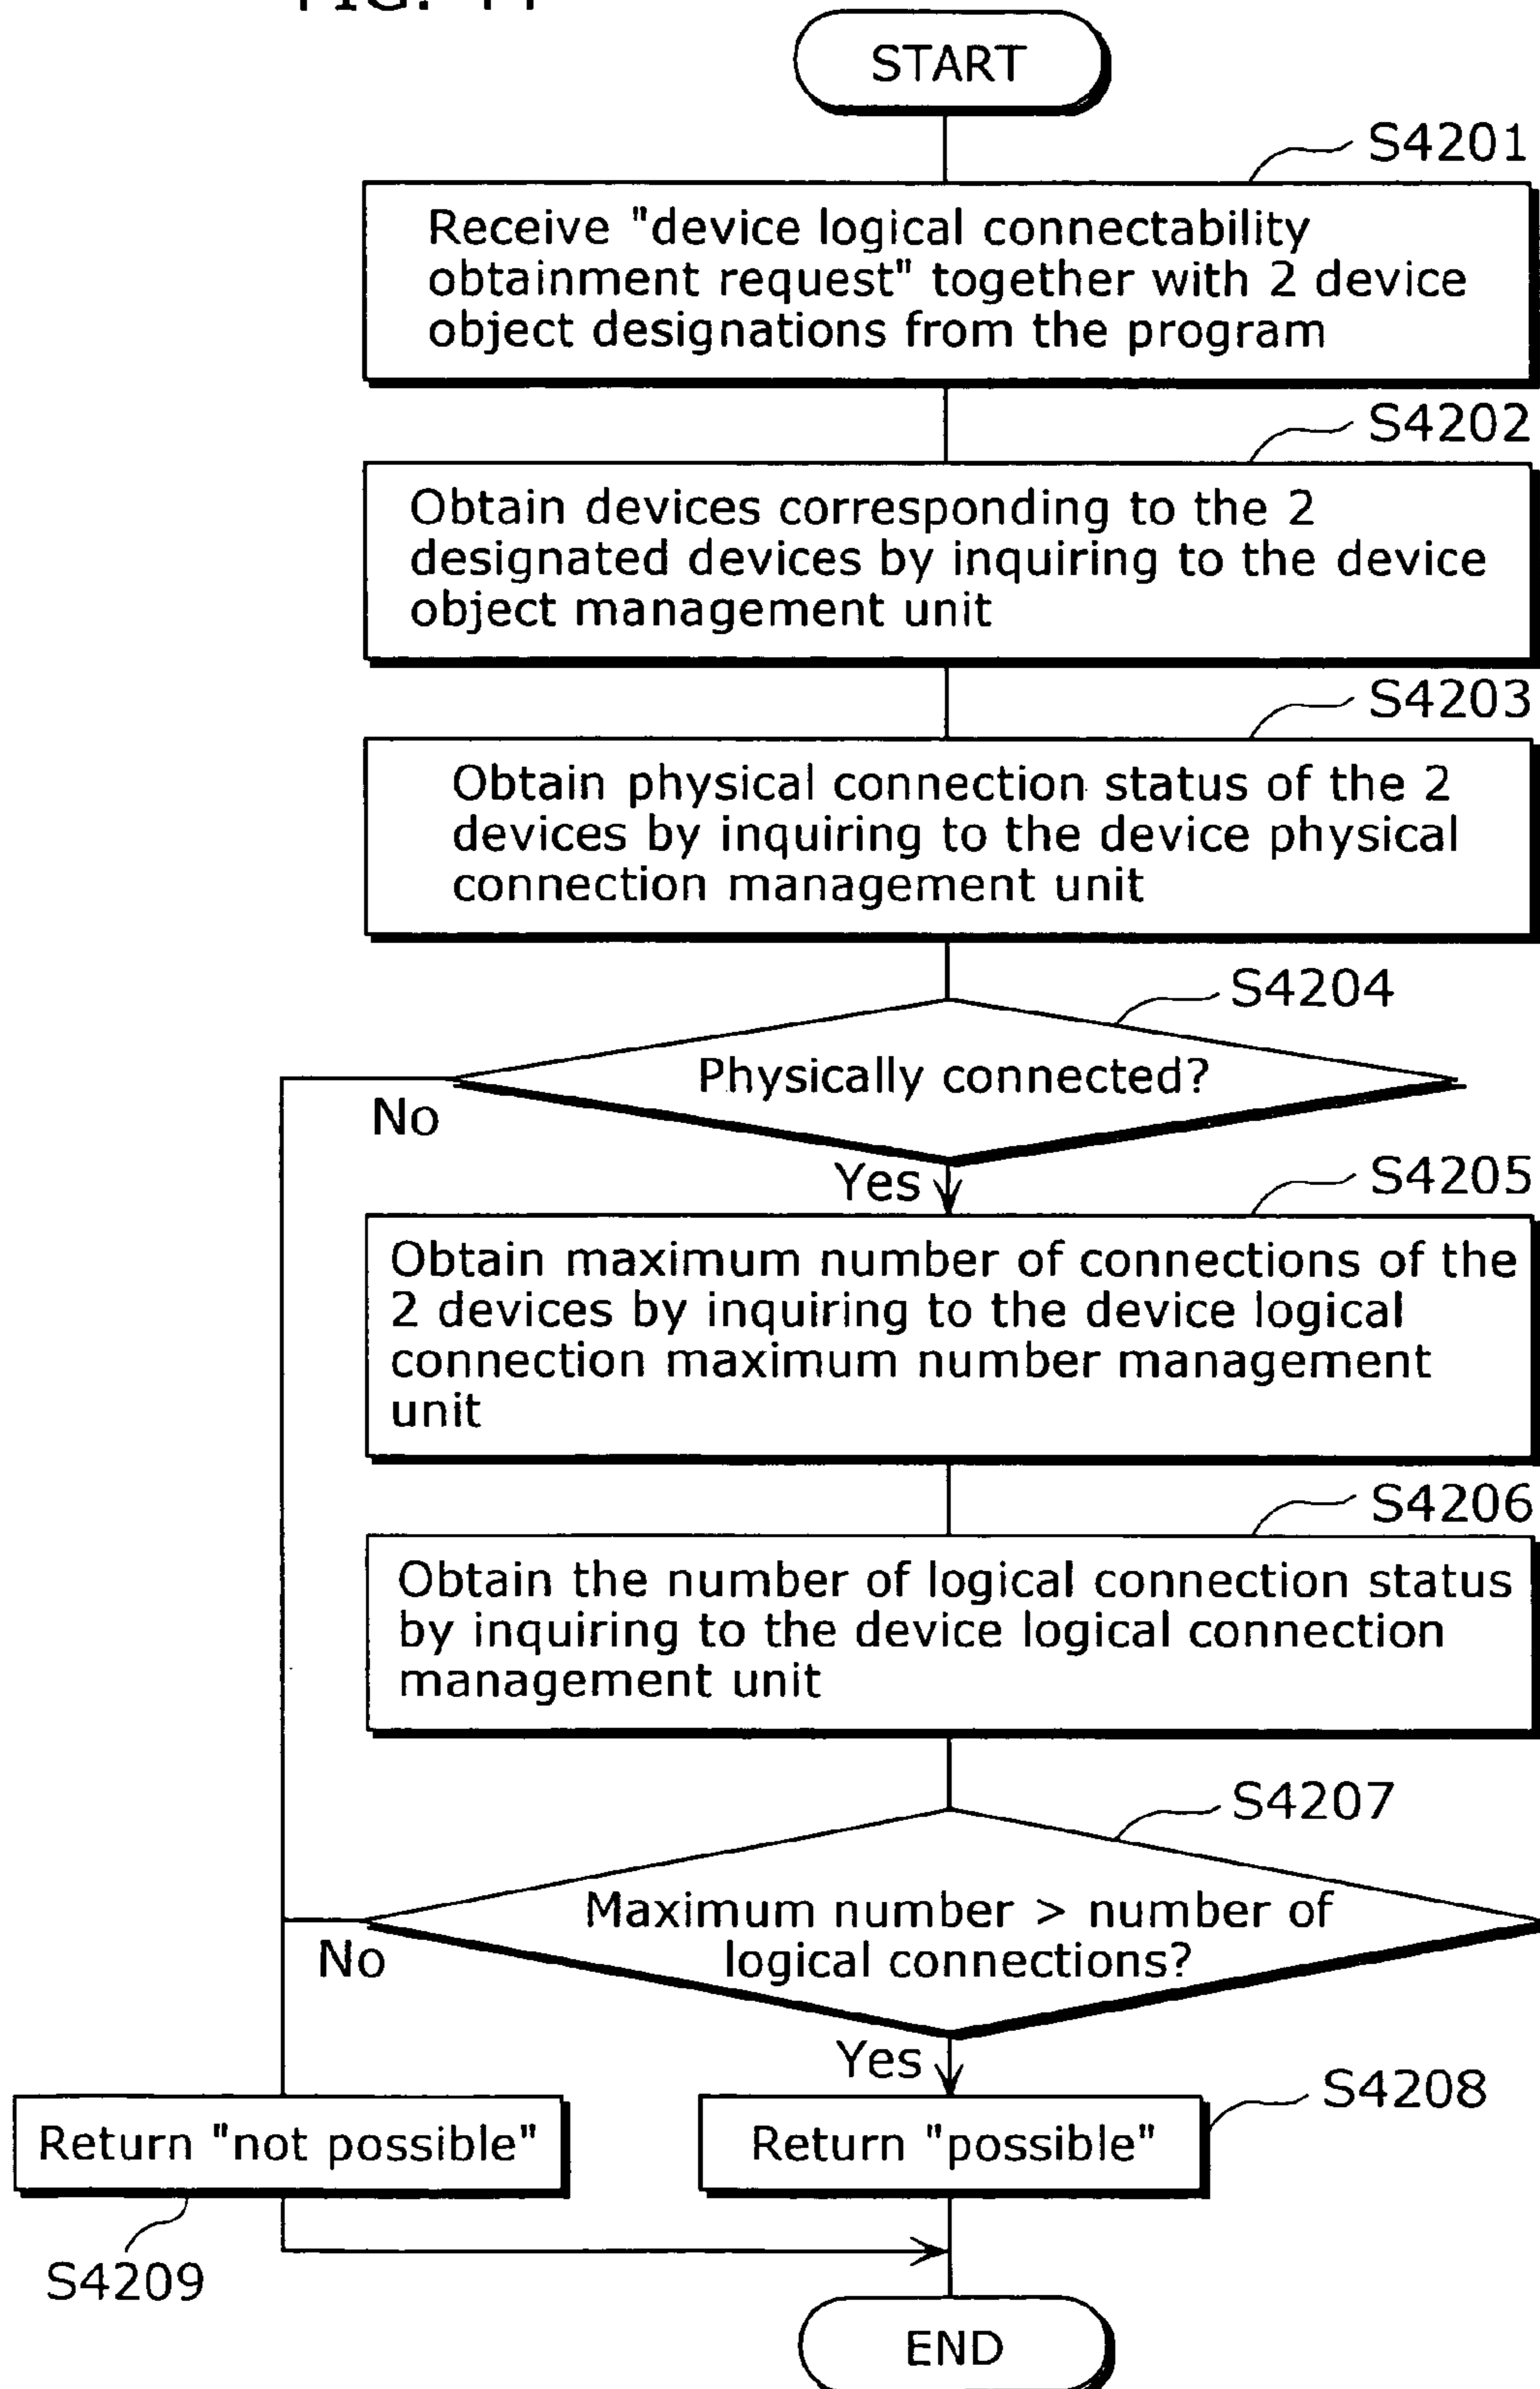 START
S4201
Receive "device logical connectability
obtainment request" together with 2 device
object designations from the program
S4202
Obtain devices corresponding to the 2
designated devices by inquiring to the device
object management unit
S4203
Obtain physical connection status of the 2
devices by inquiring to the device physical
connection management unit
S4204
Physically connected?
No
Yes
S4205
Obtain maximum number of connections of the
2 devices by inquiring to the device logical
connection maximum number management
unit
S4206
Obtain the number of logical connection status
by inquiring to the device logical connection
management unit
S4207
Maximum number > number of
logical connections?
No
Yes
S4208
Return "not possible"
Return "possible"
S4209
END